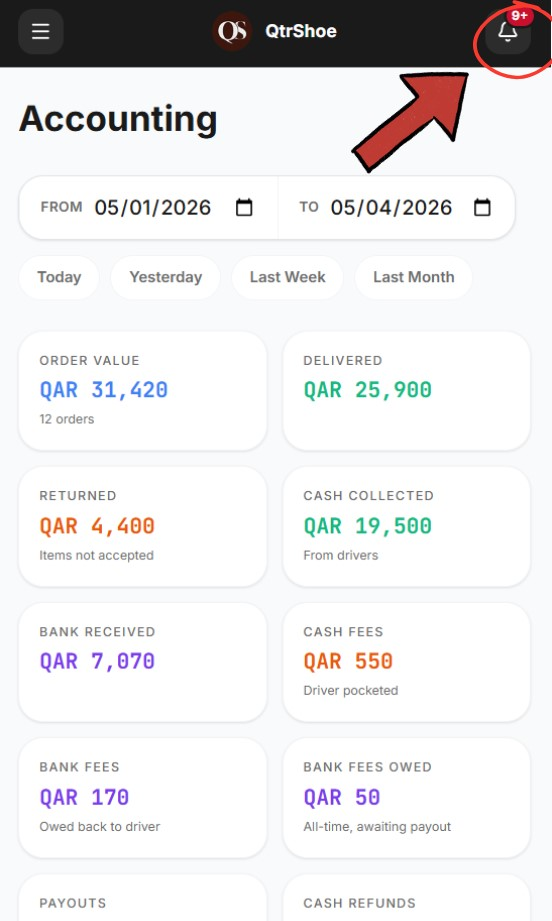 9+
QS QtrShoe
Accounting
FROM 05/01/2026 TO 05/04/2026
Today Yesterday Last Week Last Month
ORDER VALUE
QAR 31,420
12 orders
DELIVERED
QAR 25,900
RETURNED
QAR 4,400
Items not accepted
CASH COLLECTED
QAR 19,500
From drivers
BANK RECEIVED
QAR 7,070
CASH FEES
QAR 550
Driver pocketed
BANK FEES
QAR 170
Owed back to driver
BANK FEES OWED
QAR 50
All-time, awaiting payout
PAYOUTS
CASH REFUNDS